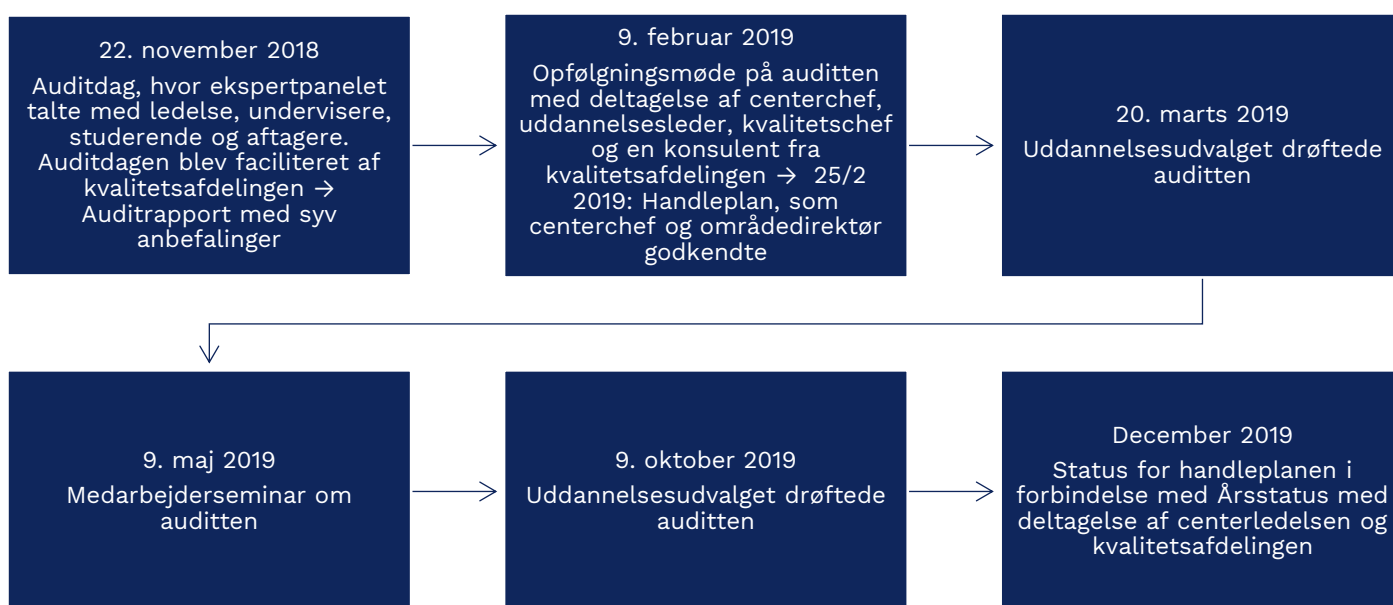 22. november 2018
Auditdag, hvor ekspertpanelet
talte med ledelse, undervisere,
studerende og aftagere.
Auditdagen blev faciliteret af
kvalitetsafdelingen →
Auditrapport med syv
anbefalinger
9. februar 2019
Opfølgningsmøde på auditten
med deltagelse af centerchef,
uddannelsesleder, kvalitetschef
og en konsulent fra
kvalitetsafdelingen → 25/2
2019: Handleplan, som
centerchef og områdedirektør
godkendte
20. marts 2019
Uddannelsesudvalget drøftede
auditten
9. maj 2019
Medarbejderseminar om
auditten
9. oktober 2019
Uddannelsesudvalget drøftede
auditten
December 2019
Status for handleplanen i
forbindelse med Årsstatus med
deltagelse af centerledelsen og
kvalitetsafdelingen